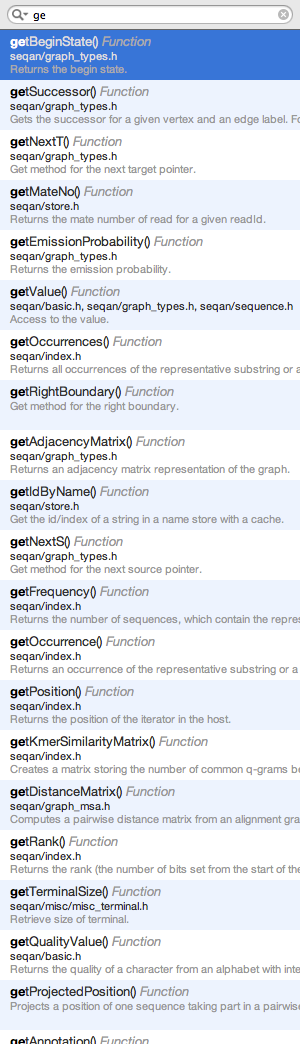 ge
getBeginState() Function
seqan/graph_types.h
Returns the begin state.
getSuccessor() Function
seqan/graph_types.h
Gets the successor for a given vertex and an edge label. Fo
getNextT() Function
seqan/graph_types.h
Get method for the next target pointer.
getMateNo() Function
seqan/store.h
Returns the mate number of read for a given readId.
getEmissionProbability() Function
seqan/graph_types.h
Returns the emission probability.
getValue() Function
seqan/basic.h, seqan/graph_types.h, seqan/sequence.h
Access to the value.
getOccurrences() Function
seqan/index.h
Returns all occurrences of the representative substring or a
getRightBoundary() Function
Get method for the right boundary.
getAdjacencyMatrix() Function
seqan/graph_types.h
Returns an adjacency matrix representation of the graph.
getIdByName() Function
seqan/store.h
Get the id/index of a string in a name store with a cache.
getNextS() Function
seqan/graph_types.h
Get method for the next source pointer.
getFrequency() Function
seqan/index.h
Returns the number of sequences, which contain the repres
getOccurrence() Function
seqan/index.h
Returns an occurrence of the representative substring or a
getPosition() Function
seqan/index.h
Returns the position of the iterator in the host.
getKmerSimilarityMatrix() Function
seqan/index.h
Creates a matrix storing the number of common q-grams be
getDistanceMatrix() Function
seqan/graph_msa.h
Computes a pairwise distance matrix from an alignment gra
getRank() Function
seqan/index.h
Returns the rank (the number of bits set from the start of the
getTerminalSize() Function
seqan/misc/misc_terminal.h
Retrieve size of terminal.
getQualityValue() Function
seqan/basic.h
Returns the quality of a character from an alphabet with inte
getProjectedPosition() Function
Projects a position of one sequence taking part in a pairwise
getAnnotation() Function